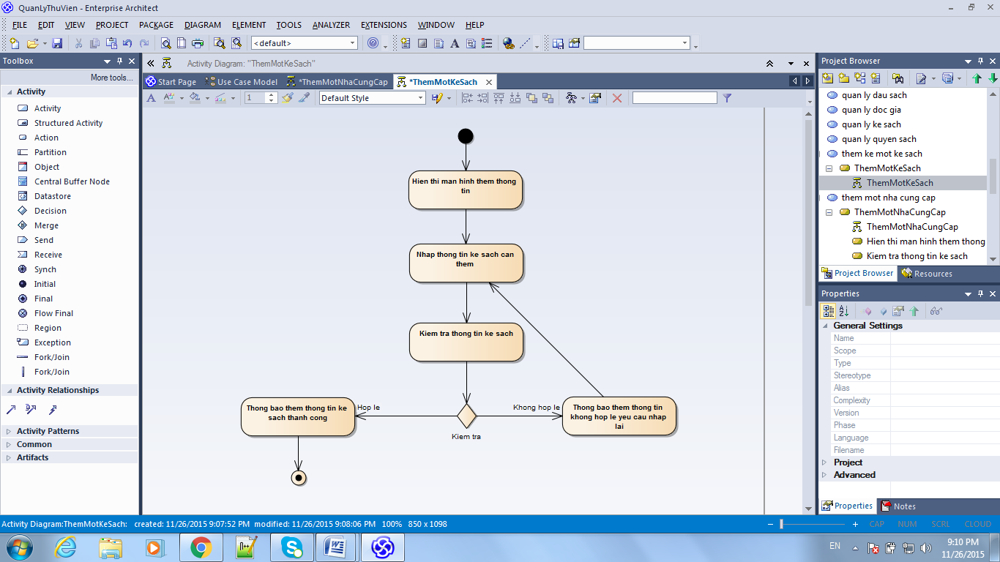 QuanLyThuVien - Enterprise Architect
FILE EDIT VIEW PROJECT PACKAGE DIAGRAM ELEMENT TOOLS ANALYZER EXTENSIONS WINDOW HELP
<default>
Toolbox
More tools...
Activity
Activity
Structured Activity
Action
Partition
Object
Central Buffer Node
Datastore
Decision
Merge
Send
Receive
Synch
Initial
Final
Flow Final
Region
Exception
Fork/Join
Fork/Join
Activity Relationships
Activity Patterns
Common
Artifacts
Activity Diagram: "ThemMotKeSach"
Start Page Use Case Model *ThemMotNhaCungCap *ThemMotKeSach
1 Default Style
Hien thi man hinh them thong
tin
Nhap thong tin ke sach can
them
Kiem tra thong tin ke sach
Thong bao them thong tin ke
sach thanh cong
Hop le
Kiem tra
Khong hop le
Thong bao them thong tin
khong hop le yeu cau nhap
lai
Project Browser
quan ly dau sach
quan ly doc gia
quan ly ke sach
quan ly quyen sach
them ke mot ke sach
ThemMotKeSach
ThemMotKeSach
them mot nha cung cap
ThemMotNhaCungCap
ThemMotNhaCungCap
Hien thi man hinh them thong
Kiem tra thong tin ke sach
Project Browser Resources
Properties
General Settings
Name
Scope
Type
Stereotype
Alias
Complexity
Version
Phase
Language
Filename
Project
Advanced
Properties Notes
Activity Diagram:ThemMotKeSach: created: 11/26/2015 9:07:52 PM modified: 11/26/2015 9:08:06 PM 100% 850 x 1098
CAP NUM SCRL CLOUD
EN
9:10 PM
11/26/2015